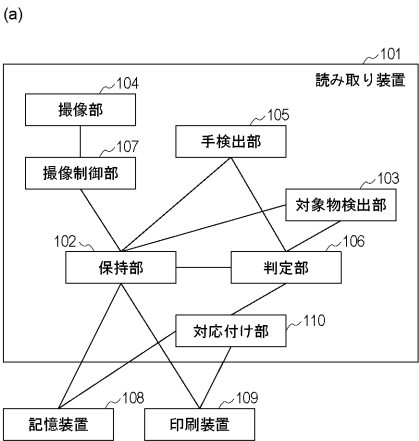 (a)
101
読み取り装置
104
撮像部
105
手検出部
107
撮像制御部
103
対象物検出部
102
保持部
106
判定部
対応付け部
110
108
記憶装置
109
印刷装置